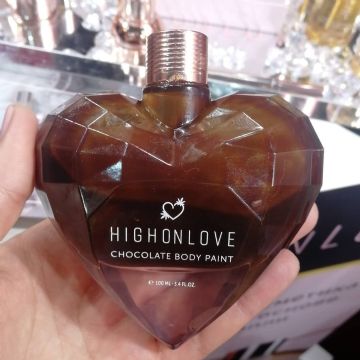 HIGHONLOVE
CHOCOLATE BODY PAINT
℮ 100 ML · 3.4 FL.OZ.